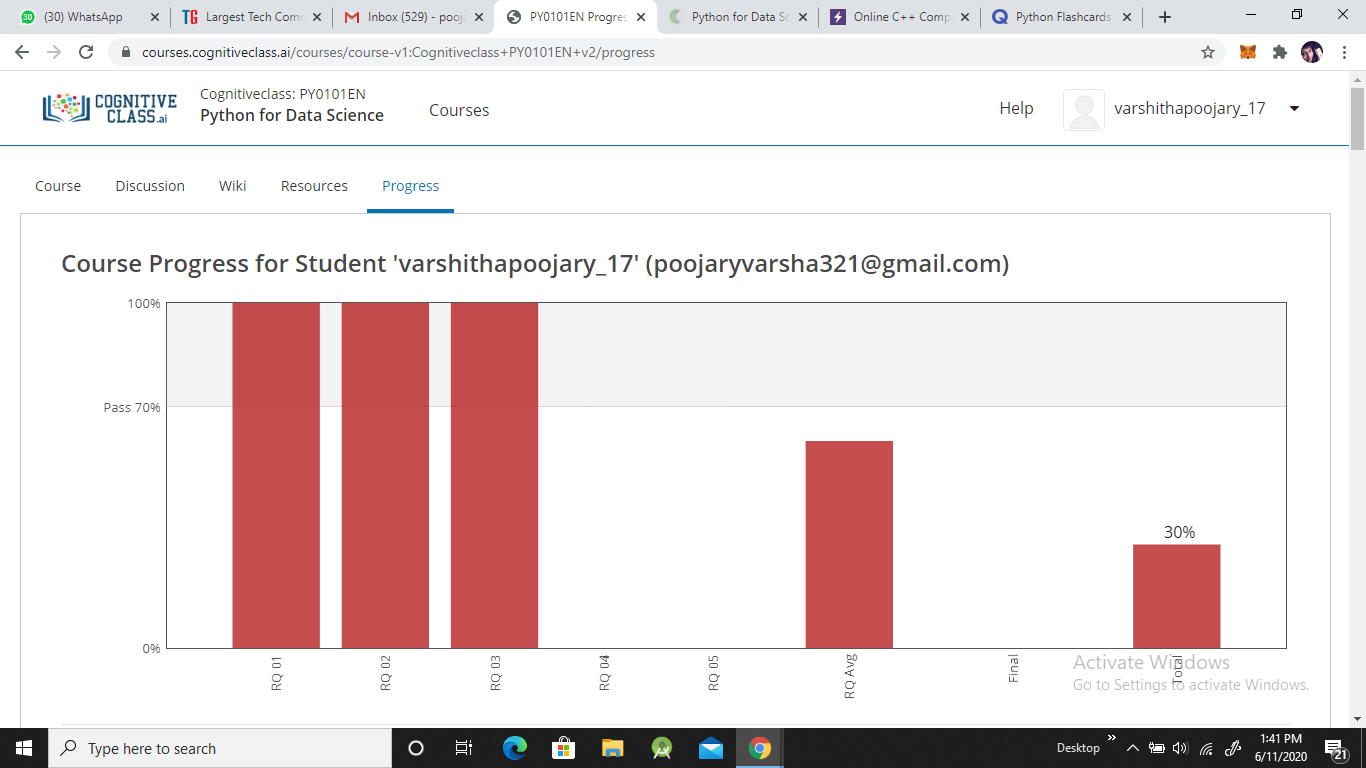 (30) WhatsApp
Largest Tech Com
Inbox (529) - pooj
PY0101EN Progres
Python for Data Sc
Online C++ Comp
Python Flashcards
courses.cognitiveclass.ai/courses/course-v1:Cognitiveclass+PY0101EN+v2/progress
COGNITIVE
CLASS.ai
Cognitiveclass: PY0101EN
Python for Data Science
Courses
Help
varshithapoojary_17
Course
Discussion
Wiki
Resources
Progress
Course Progress for Student 'varshithapoojary_17' (poojaryvarsha321@gmail.com)
100%
Pass 70%
30%
0%
RQ 01
RQ 02
RQ 03
RQ 04
RQ 05
RQ Avg
Final
Total
Activate Windows
Go to Settings to activate Windows.
Type here to search
Desktop
1:41 PM
6/11/2020
21